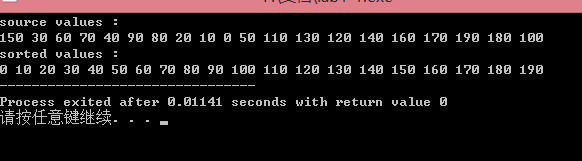 source values :
150 30 60 70 40 90 80 20 10 0 50 110 130 120 140 160 170 190 180 100
sorted values :
0 10 20 30 40 50 60 70 80 90 100 110 120 130 140 150 160 170 180 190
--------------------------------
Process exited after 0.01141 seconds with return value 0
请按任意键继续. . .